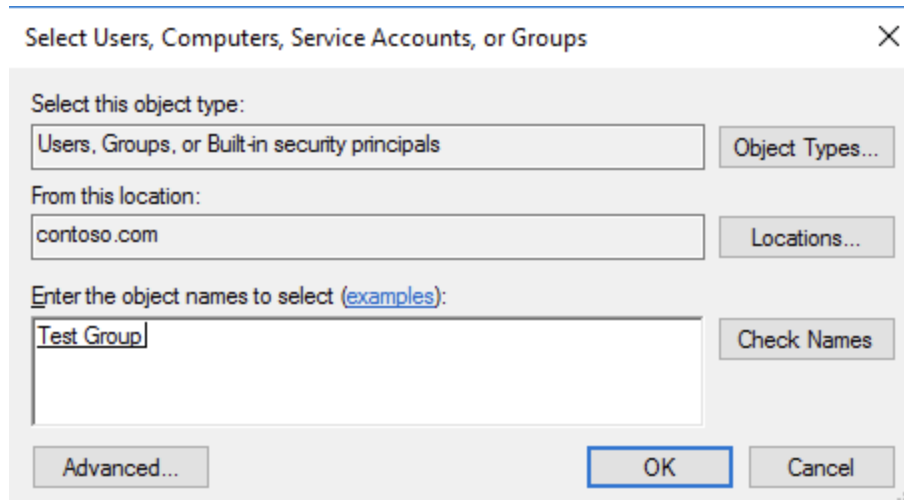 Select Users, Computers, Service Accounts, or Groups
Select this object type:
Users, Groups, or Built-in security principals
Object Types...
From this location:
contoso.com
Locations...
Enter the object names to select (examples):
Test Group
Check Names
Advanced...
OK
Cancel